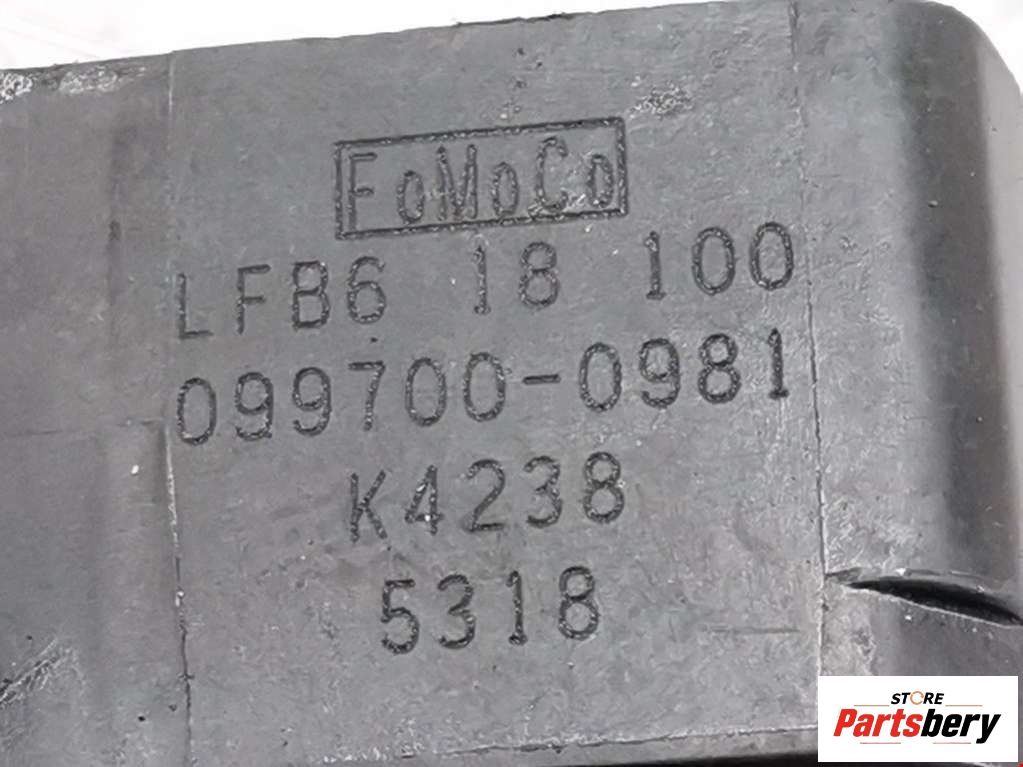 FoMoCo
LFB6 18 100
099700-0981
K4238
5318
STORE
Partsbery